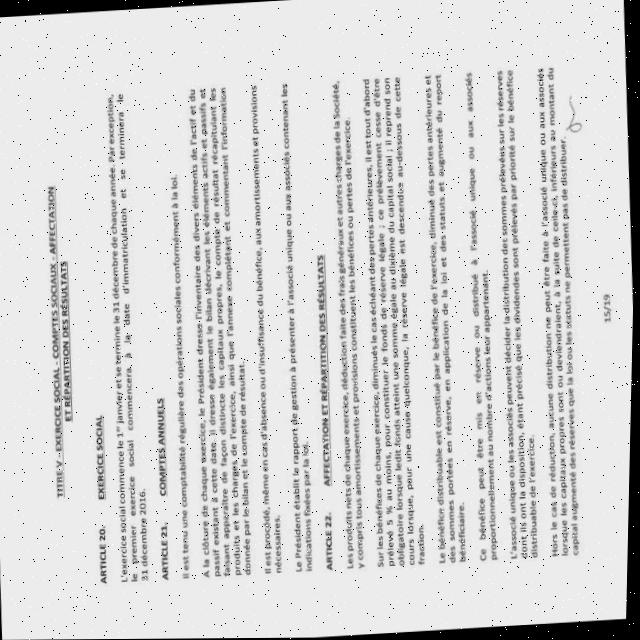 TITRE V - EXERCICE SOCIAL - COMPTES SOCIAUX - AFFECTATION
ET RÉPARTITION DES RÉSULTATS
ARTICLE 20. EXERCICE SOCIAL
L'exercice social commence le 1er janvier et se termine le 31 décembre de chaque année. Par exception,
le premier exercice social commencera, à la date d'immatriculation et se terminera le
31 décembre 2016.
ARTICLE 21. COMPTES ANNUELS
Il est tenu une comptabilité régulière des opérations sociales conformément à la loi.
A la clôture de chaque exercice, le Président dresse l'inventaire des divers éléments de l'actif et du
passif existant à cette date. Il dresse également le bilan décrivant les éléments actifs et passifs et
faisant apparaître de façon distincte les capitaux propres, le compte de résultat récapitulant les
produits et les charges de l'exercice, ainsi que l'annexe complétant et commentant l'information
donnée par le bilan et le compte de résultat.
Il est procédé, même en cas d'absence ou d'insuffisance du bénéfice, aux amortissements et provisions
nécessaires.
Le Président établit le rapport de gestion à présenter à l'associé unique ou aux associés contenant les
indications fixées par la loi.
ARTICLE 22. AFFECTATION ET RÉPARTITION DES RÉSULTATS
Les produits nets de chaque exercice, déduction faite des frais généraux et autres charges de la Société,
y compris tous amortissements et provisions constituent les bénéfices ou pertes de l'exercice.
Sur les bénéfices de chaque exercice, diminués le cas échéant des pertes antérieures, il est tout d'abord
prélevé 5 % au moins, pour constituer le fonds de réserve légale ; ce prélèvement cesse d'être
obligatoire lorsque ledit fonds atteint une somme égale au dixième du capital social ; il reprend son
cours lorsque, pour une cause quelconque, la réserve légale est descendue au-dessous de cette
fraction.
Le bénéfice distribuable est constitué par le bénéfice de l'exercice, diminué des pertes antérieures et
des sommes portées en réserve, en application de la loi et des statuts et augmenté du report
bénéficiaire.
Ce bénéfice peut être mis en réserve ou distribué à l'associé unique ou aux associés
proportionnellement au nombre d'actions leur appartenant.
L'associé unique ou les associés peuvent décider la distribution des sommes prélevées sur les réserves
dont ils ont la disposition, étant précisé que les dividendes sont prélevés par priorité sur le bénéfice
distribuable de l'exercice.
Hors le cas de réduction, aucune distribution ne peut être faite à l'associé unique ou aux associés
lorsque les capitaux propres sont ou deviendraient, à la suite de celle-ci, inférieurs au montant du
capital augmenté des réserves que la loi ou les statuts ne permettent pas de distribuer.
15/19